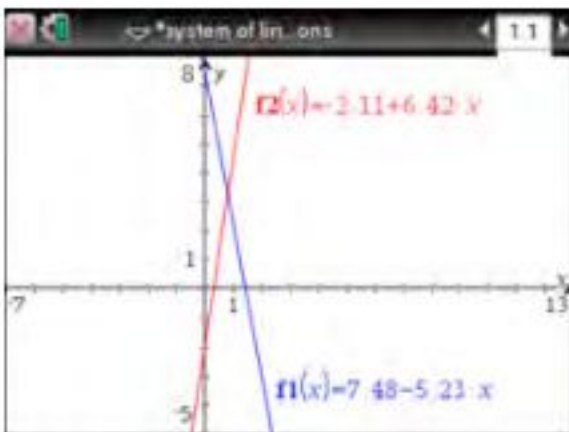 *system of lin...ons 1.1
8 y
f2(x)=-2.11+6.42·x
1
x
-7 1 13
f1(x)=7.48-5.23·x
-5